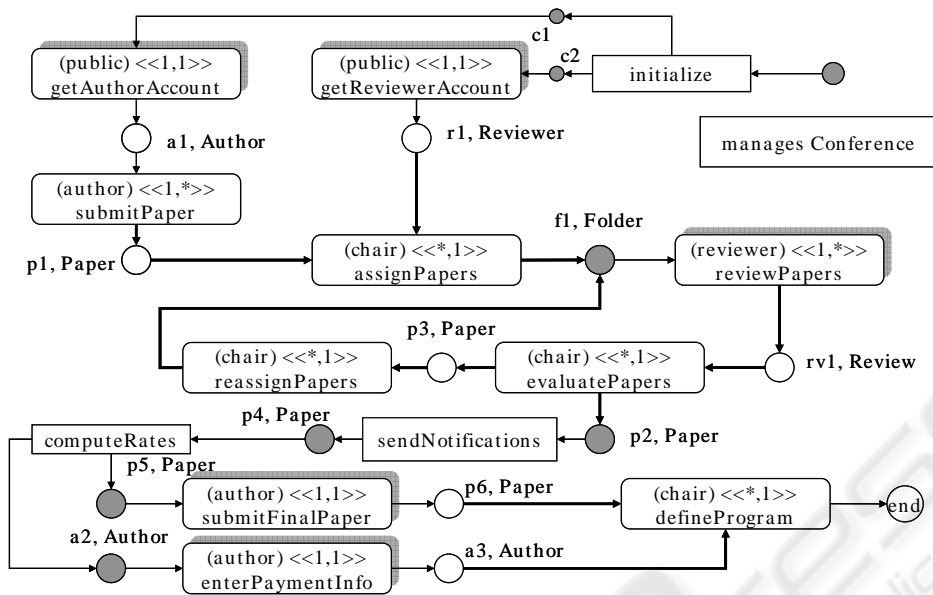 c1
(public) <<1,1>>
getAuthorAccount
(public) <<1,1>>
getReviewerAccount
c2
initialize
a1, Author
r1, Reviewer
manages Conference
(author) <<1,*>>
submitPaper
p1, Paper
(chair) <<*,1>>
assignPapers
f1, Folder
(reviewer) <<1,*>>
reviewPapers
(chair) <<*,1>>
reassignPapers
p3, Paper
(chair) <<*,1>>
evaluatePapers
rv1, Review
computeRates
p4, Paper
sendNotifications
p2, Paper
p5, Paper
(author) <<1,1>>
submitFinalPaper
p6, Paper
(chair) <<*,1>>
defineProgram
end
a2, Author
(author) <<1,1>>
enterPaymentInfo
a3, Author